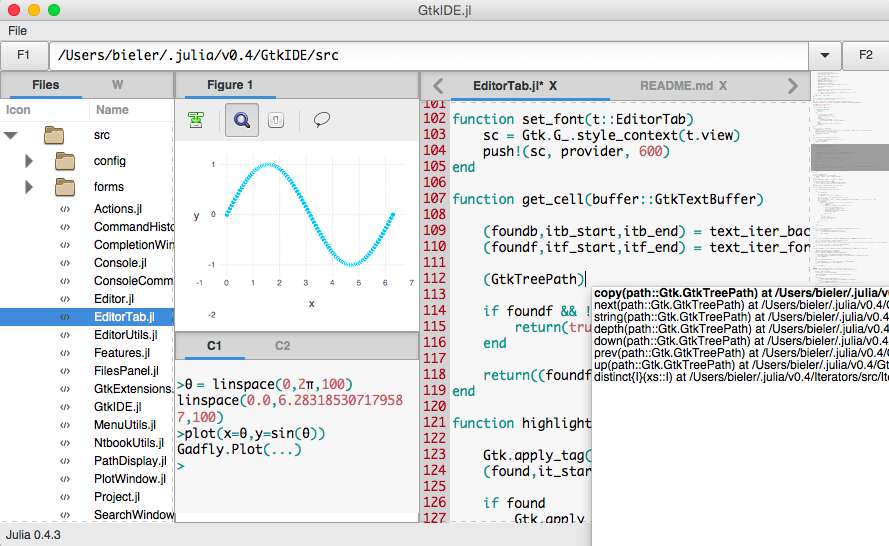 GtkIDE.jl
File
F1
/Users/bieler/.julia/v0.4/GtkIDE/src
F2
Files
W
Icon
Name
src
config
forms
Actions.jl
CommandHisto
CompletionWin
Console.jl
ConsoleComm
Editor.jl
EditorTab.jl
EditorUtils.jl
Features.jl
FilesPanel.jl
GtkExtensions.
GtkIDE.jl
MenuUtils.jl
NtbookUtils.jl
PathDisplay.jl
PlotWindow.jl
Project.jl
SearchWindow
Julia 0.4.3
Figure 1
y
1
0
-1
-2
-1 0 1 2 3 4 5 6 7
x
C1
C2
>θ = linspace(0,2π,100)
linspace(0.0,6.28318530717958
7,100)
>plot(x=θ,y=sin(θ))
Gadfly.Plot(...)
>
EditorTab.jl* X
README.md X
101
102 function set_font(t::EditorTab)
103 sc = Gtk.G_.style_context(t.view)
104 push!(sc, provider, 600)
105 end
106
107 function get_cell(buffer::GtkTextBuffer)
108
109 (foundb,itb_start,itb_end) = text_iter_bac
110 (foundf,itf_start,itf_end) = text_iter_for
111
112 (GtkTreePath)
113
114 if foundf && !
115 return(tru
116 end
117
118 return((foundf
119 end
120
121 function highlight
122
123 Gtk.apply_tag(
124 (found,it_star
125
126 if found
127 Gtk.apply
copy(path::Gtk.GtkTreePath) at /Users/bieler/.julia/v0
next(path::Gtk.GtkTreePath) at /Users/bieler/.julia/v0.4/G
string(path::Gtk.GtkTreePath) at /Users/bieler/.julia/v0.4
depth(path::Gtk.GtkTreePath) at /Users/bieler/.julia/v0.4
down(path::Gtk.GtkTreePath) at /Users/bieler/.julia/v0.4
prev(path::Gtk.GtkTreePath) at /Users/bieler/.julia/v0.4/
up(path::Gtk.GtkTreePath) at /Users/bieler/.julia/v0.4/Gt
distinct{I}(xs::I) at /Users/bieler/.julia/v0.4/Iterators/src/Ite